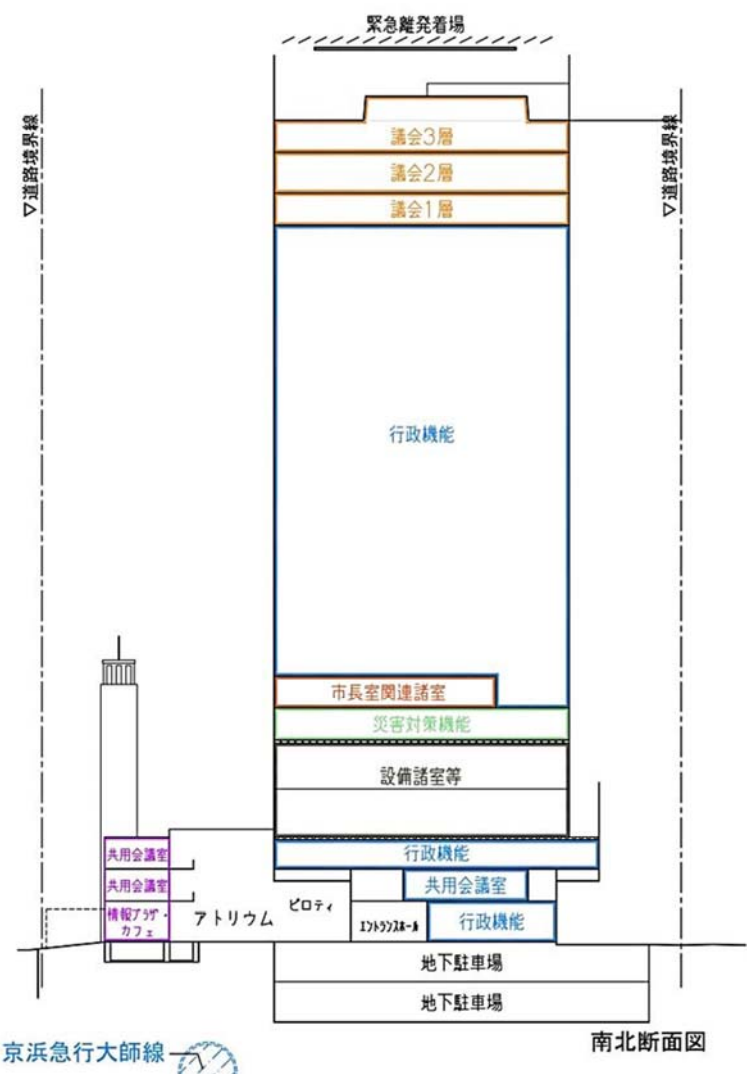 緊急離発着場
▽道路境界線
▽道路境界線
議会3層
議会2層
議会1層
行政機能
市長室関連諸室
災害対策機能
設備諸室等
行政機能
共用会議室
共用会議室
共用会議室
情報プラザ・
カフェ
アトリウム
ピロティ
エントランスホール
行政機能
地下駐車場
地下駐車場
南北断面図
京浜急行大師線